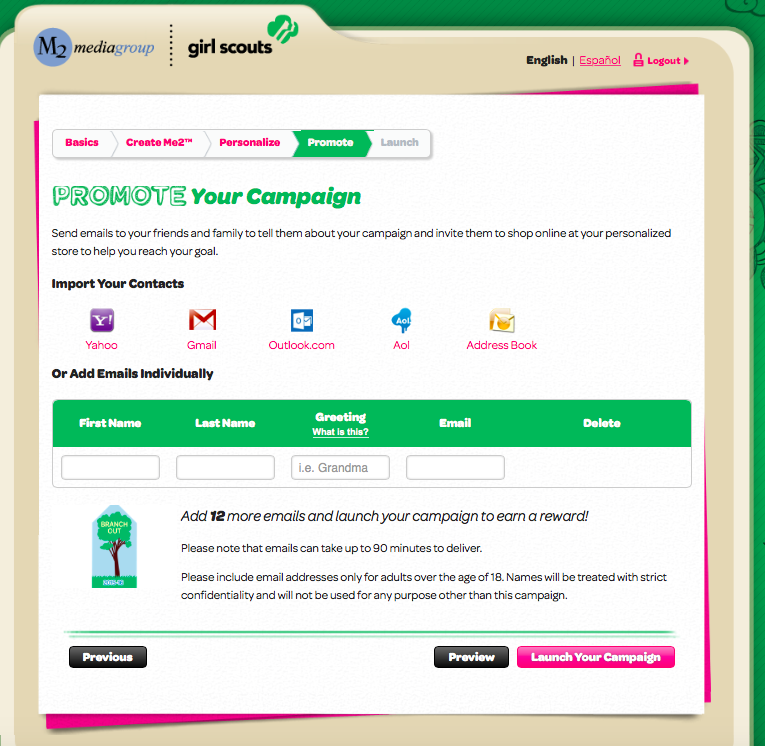 M2 mediagroup
girl scouts
English | Español Logout
Basics Create Me2™ Personalize Promote Launch
PROMOTE Your Campaign
Send emails to your friends and family to tell them about your campaign and invite them to shop online at your personalized
store to help you reach your goal.
Import Your Contacts
Y!
Aol
Yahoo Gmail Outlook.com Aol Address Book
Or Add Emails Individually
First Name Last Name Greeting Email Delete
What is this?
i.e. Grandma
BRANCH
OUT
Add 12 more emails and launch your campaign to earn a reward!
Please note that emails can take up to 90 minutes to deliver.
Please include email addresses only for adults over the age of 18. Names will be treated with strict
confidentiality and will not be used for any purpose other than this campaign.
Previous Preview Launch Your Campaign